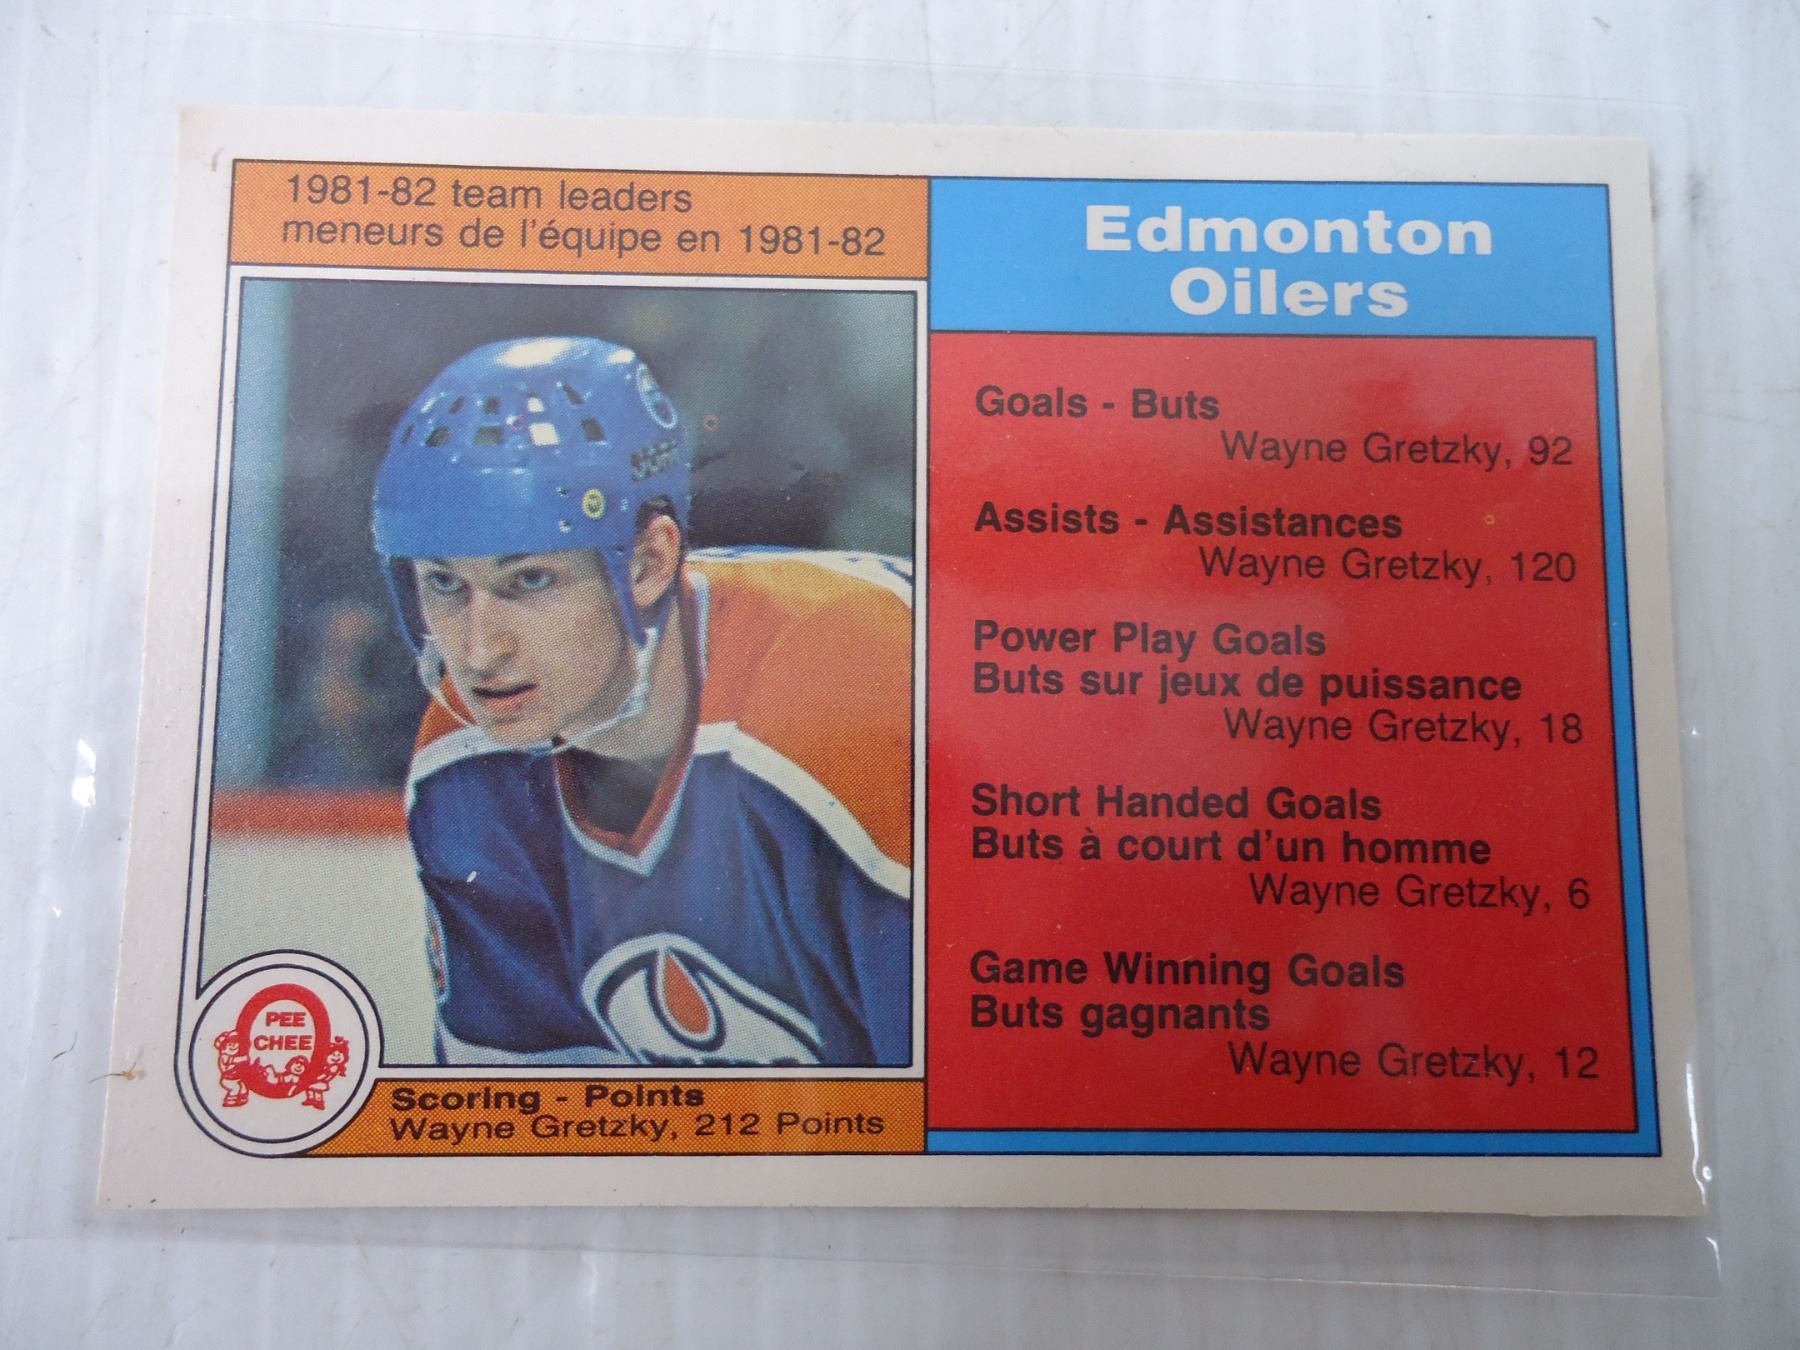 1981-82 team leaders
meneurs de l'équipe en 1981-82
Edmonton
Oilers
Goals - Buts
Wayne Gretzky, 92
Assists - Assistances
Wayne Gretzky, 120
Power Play Goals
Buts sur jeux de puissance
Wayne Gretzky, 18
Short Handed Goals
Buts à court d'un homme
Wayne Gretzky, 6
Game Winning Goals
Buts gagnants
Wayne Gretzky, 12
PEE
CHEE
Scoring - Points
Wayne Gretzky, 212 Points